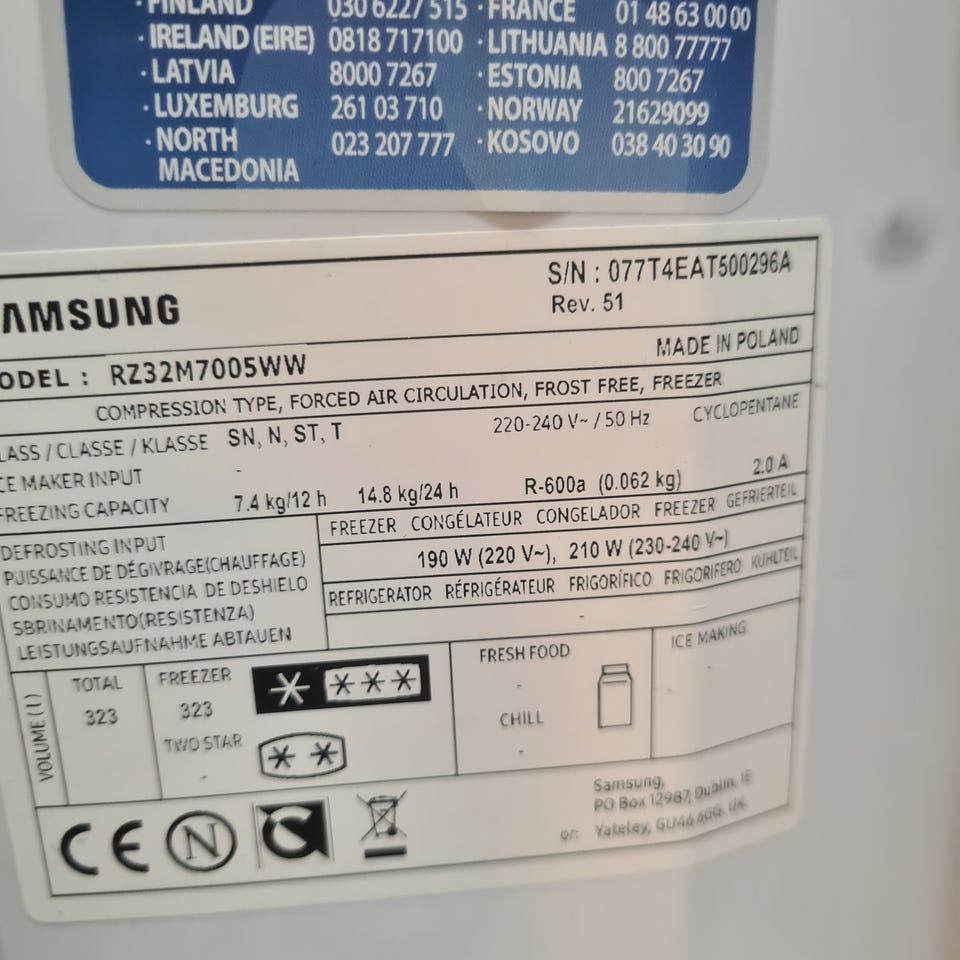 · FINLAND 030 6227 515 · FRANCE 01 48 63 00 00
· IRELAND (EIRE) 0818 717100 · LITHUANIA 8 800 77777
· LATVIA 8000 7267 · ESTONIA 800 7267
· LUXEMBURG 261 03 710 · NORWAY 21629099
· NORTH MACEDONIA 023 207 777 · KOSOVO 038 40 30 90
AMSUNG
S/N : 077T4EAT500296A
Rev. 51
ODEL : RZ32M7005WW
MADE IN POLAND
COMPRESSION TYPE, FORCED AIR CIRCULATION, FROST FREE, FREEZER
LASS / CLASSE / KLASSE SN, N, ST, T 220-240 V~ / 50 Hz CYCLOPENTANE
CE MAKER INPUT -
FREEZING CAPACITY 7.4 kg/12 h 14.8 kg/24 h R-600a (0.062 kg) 2.0 A
DEFROSTING INPUT
PUISSANCE DE DÉGIVRAGE(CHAUFFAGE)
CONSUMO RESISTENCIA DE DESHIELO
SBRINAMENTO(RESISTENZA)
LEISTUNGSAUFNAHME ABTAUEN
FREEZER CONGÉLATEUR CONGELADOR FREEZER GEFRIERTEIL
190 W (220 V~), 210 W (230-240 V~)
REFRIGERATOR RÉFRIGÉRATEUR FRIGORÍFICO FRIGORIFERO KÜHLTEIL
-
VOLUME ( l )
TOTAL
323
FREEZER
323
TWO STAR
-
FRESH FOOD
-
CHILL
-
ICE MAKING
-
Samsung,
PO Box 12987, Dublin. IE
or: Yateley, GU46 6GG. UK
CE N